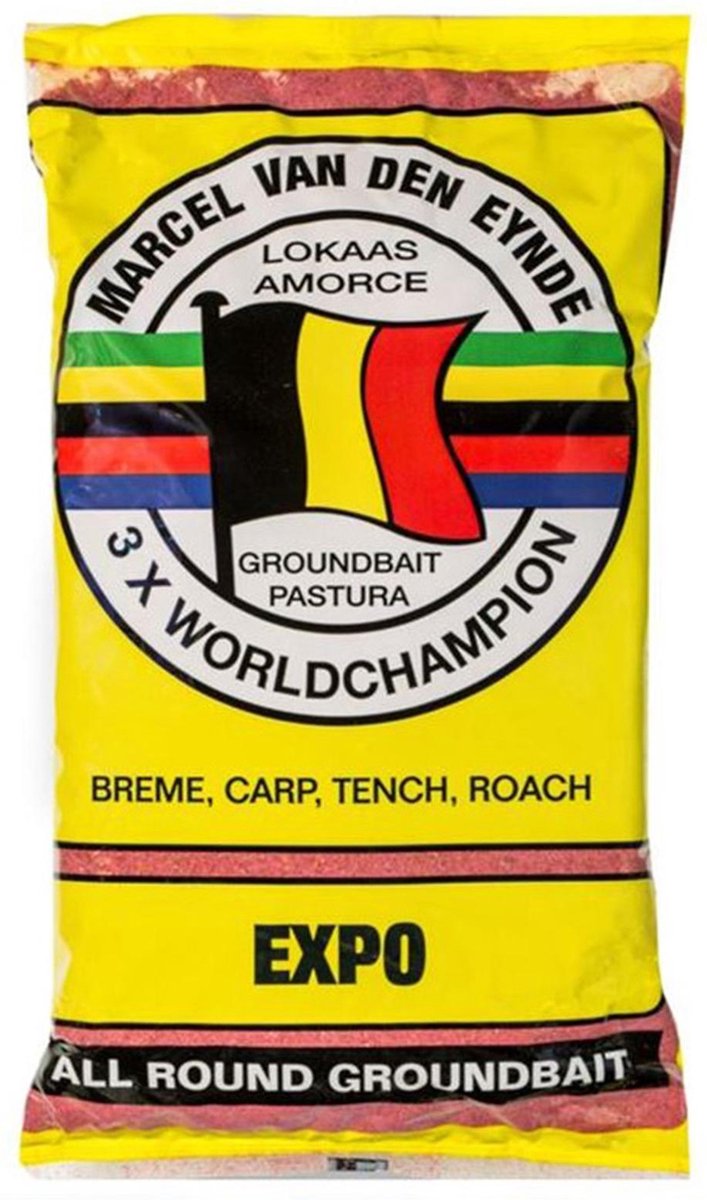 MARCEL VAN DEN EYNDE
LOKAAS
AMORCE
GROUNDBAIT
PASTURA
3 X WORLDCHAMPION
BREME, CARP, TENCH, ROACH
EXPO
ALL ROUND GROUNDBAIT